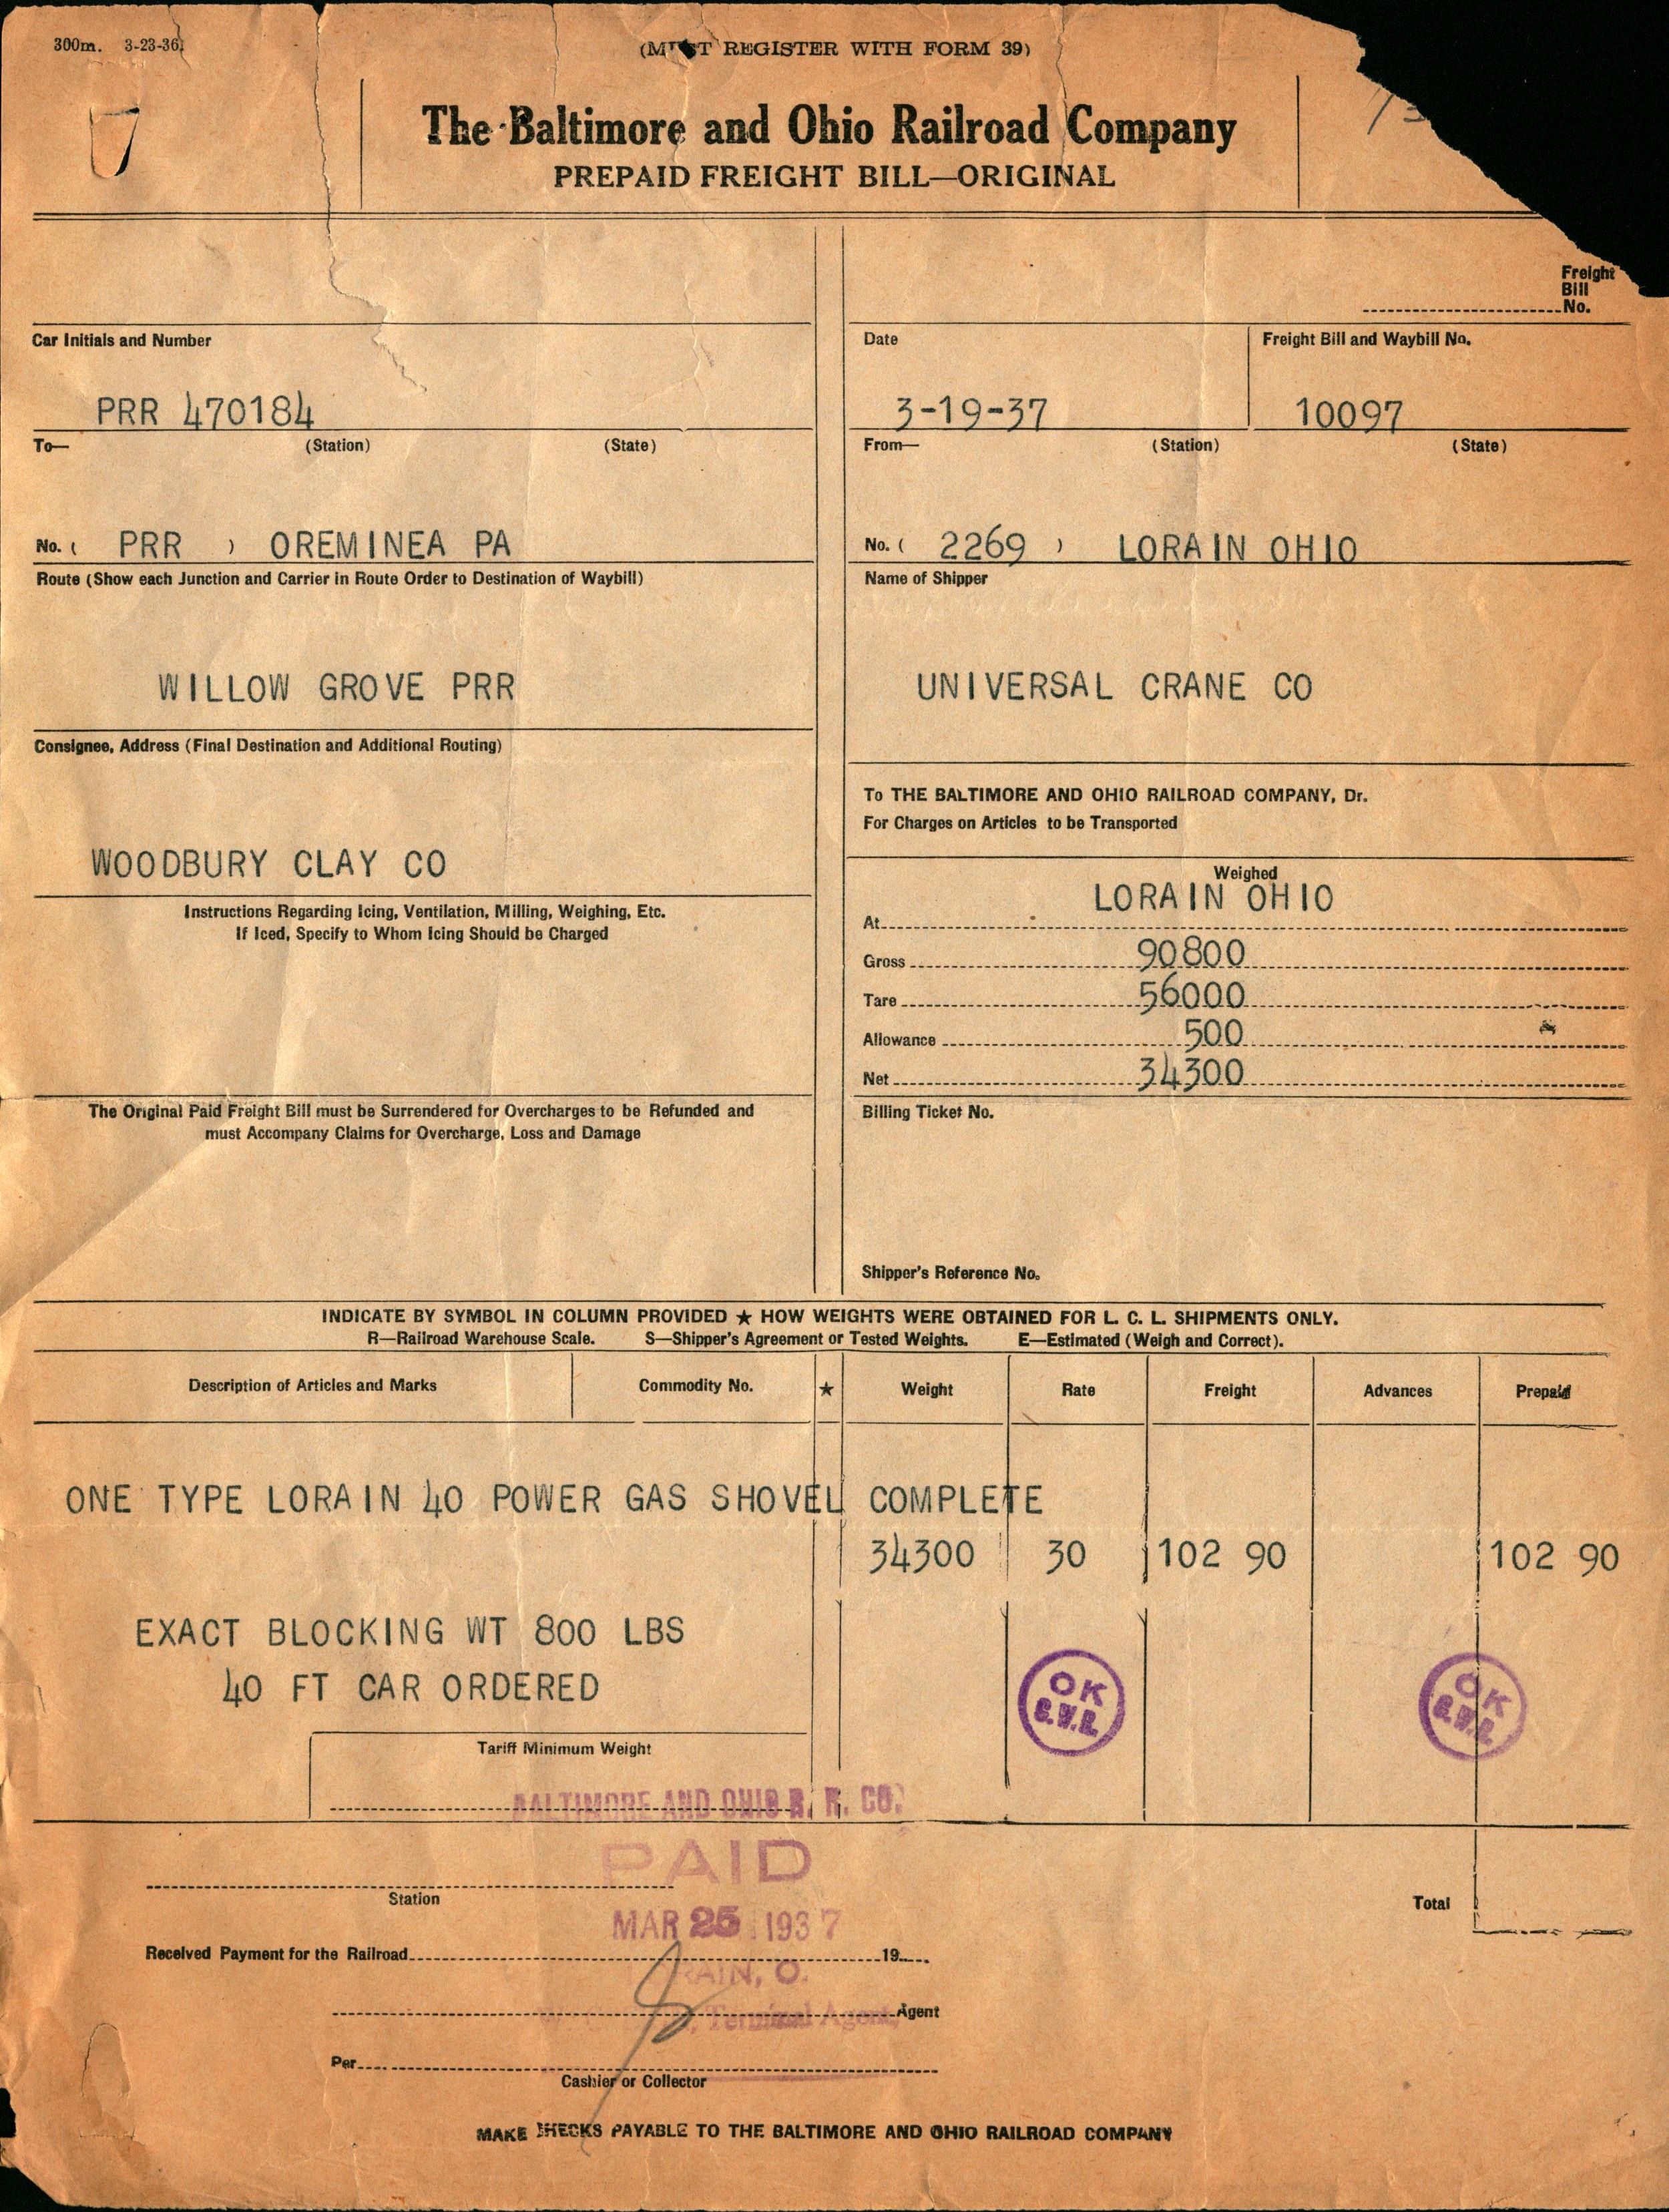 300m. 3-23-36
(MUST REGISTER WITH FORM 39)
The Baltimore and Ohio Railroad Company
PREPAID FREIGHT BILL—ORIGINAL
Freight
Bill
No.
Car Initials and Number
Date
Freight Bill and Waybill No.
PRR 470184
3-19-37
10097
To— (Station) (State)
From— (Station) (State)
No. ( PRR ) OREMINEA PA
No. ( 2269 ) LORAIN OHIO
Route (Show each Junction and Carrier in Route Order to Destination of Waybill)
Name of Shipper
WILLOW GROVE PRR
UNIVERSAL CRANE CO
Consignee, Address (Final Destination and Additional Routing)
To THE BALTIMORE AND OHIO RAILROAD COMPANY, Dr.
For Charges on Articles to be Transported
WOODBURY CLAY CO
Weighed
At LORAIN OHIO
Gross 90800
Tare 56000
Allowance 500
Net 34300
Instructions Regarding Icing, Ventilation, Milling, Weighing, Etc.
If Iced, Specify to Whom Icing Should be Charged
The Original Paid Freight Bill must be Surrendered for Overcharges to be Refunded and
must Accompany Claims for Overcharge, Loss and Damage
Billing Ticket No.
Shipper's Reference No.
INDICATE BY SYMBOL IN COLUMN PROVIDED ★ HOW WEIGHTS WERE OBTAINED FOR L. C. L. SHIPMENTS ONLY.
R—Railroad Warehouse Scale. S—Shipper's Agreement or Tested Weights. E—Estimated (Weigh and Correct).
Description of Articles and Marks Commodity No. ★ Weight Rate Freight Advances Prepaid
ONE TYPE LORAIN 40 POWER GAS SHOVEL COMPLETE
34300 30 102 90 102 90
EXACT BLOCKING WT 800 LBS
40 FT CAR ORDERED
OK
OK
Tariff Minimum Weight
BALTIMORE AND OHIO R. R. CO.
PAID
Station
Total
MAR 25 1937
Received Payment for the Railroad 19
RAIN, O.
Terminal Agent
Agent
Per
Cashier or Collector
MAKE CHECKS PAYABLE TO THE BALTIMORE AND OHIO RAILROAD COMPANY